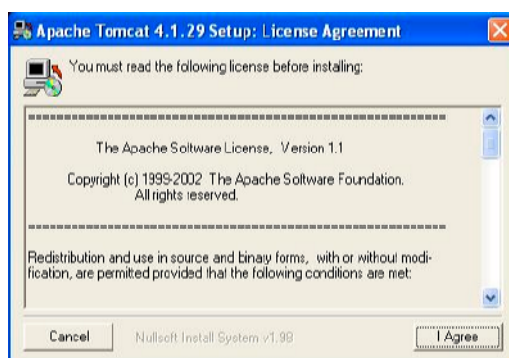 Apache Tomcat 4.1.29 Setup: License Agreement
You must read the following license before installing:
======================================================
The Apache Software License, Version 1.1
Copyright (c) 1999-2002 The Apache Software Foundation.
All rights reserved.
======================================================
Redistribution and use in source and binary forms, with or without modi-
fication, are permitted provided that the following conditions are met:
Cancel
Nullsoft Install System v1.98
I Agree